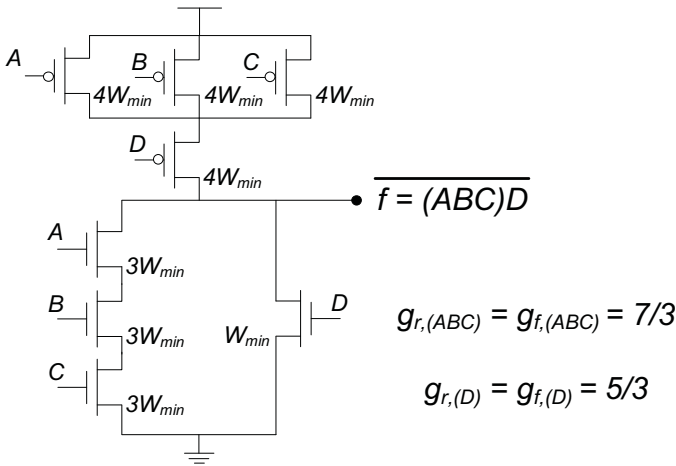 A
B
C
4W_min
4W_min
4W_min
D
4W_min
f = (ABC)D
A
3W_min
B
3W_min
W_min
D
C
3W_min
g_r,(ABC) = g_f,(ABC) = 7/3
g_r,(D) = g_f,(D) = 5/3